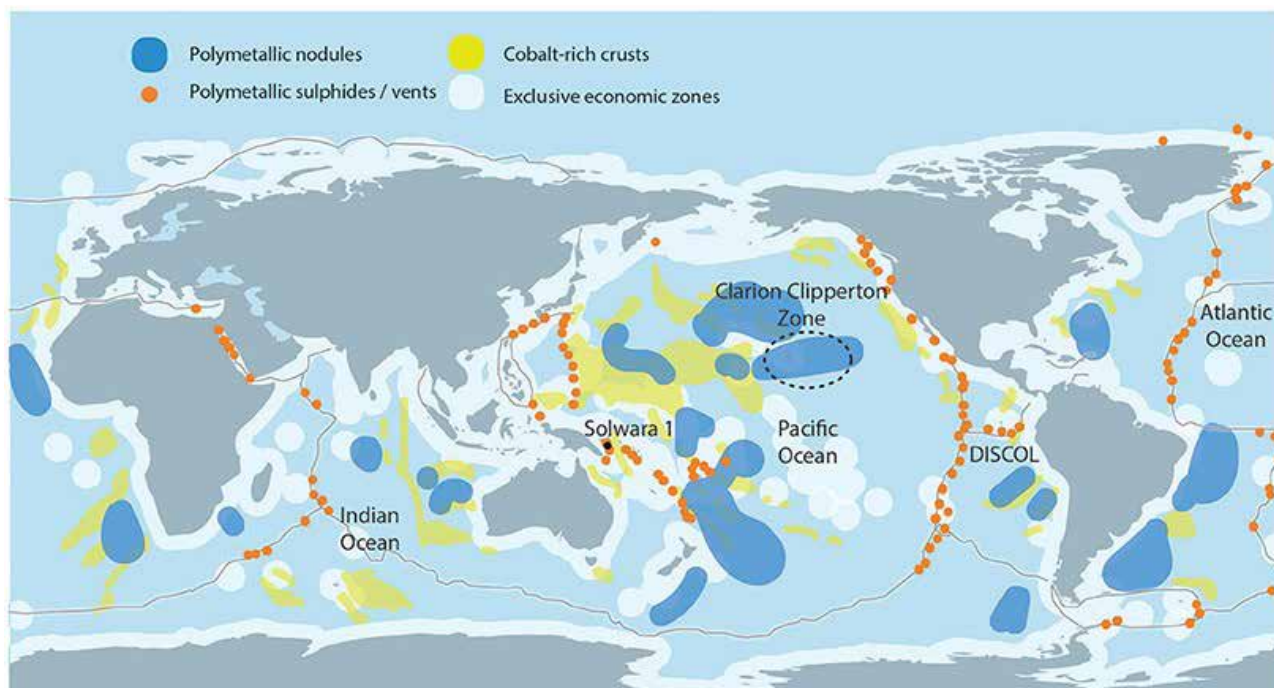 Polymetallic nodules
Cobalt-rich crusts
Polymetallic sulphides / vents
Exclusive economic zones
Clarion Clipperton
Zone
Atlantic
Ocean
Solwara 1
Pacific
Ocean
DISCOL
Indian
Ocean